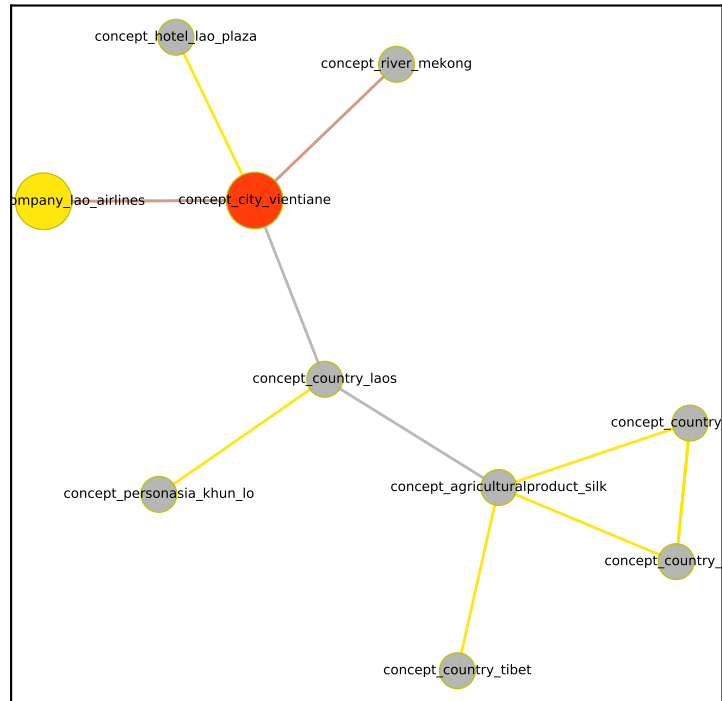 concept_hotel_lao_plaza
concept_river_mekong
ompany_lao_airlines
concept_city_vientiane
concept_country_laos
concept_country
concept_agriculturalproduct_silk
concept_personasia_khun_lo
concept_country_
concept_country_tibet